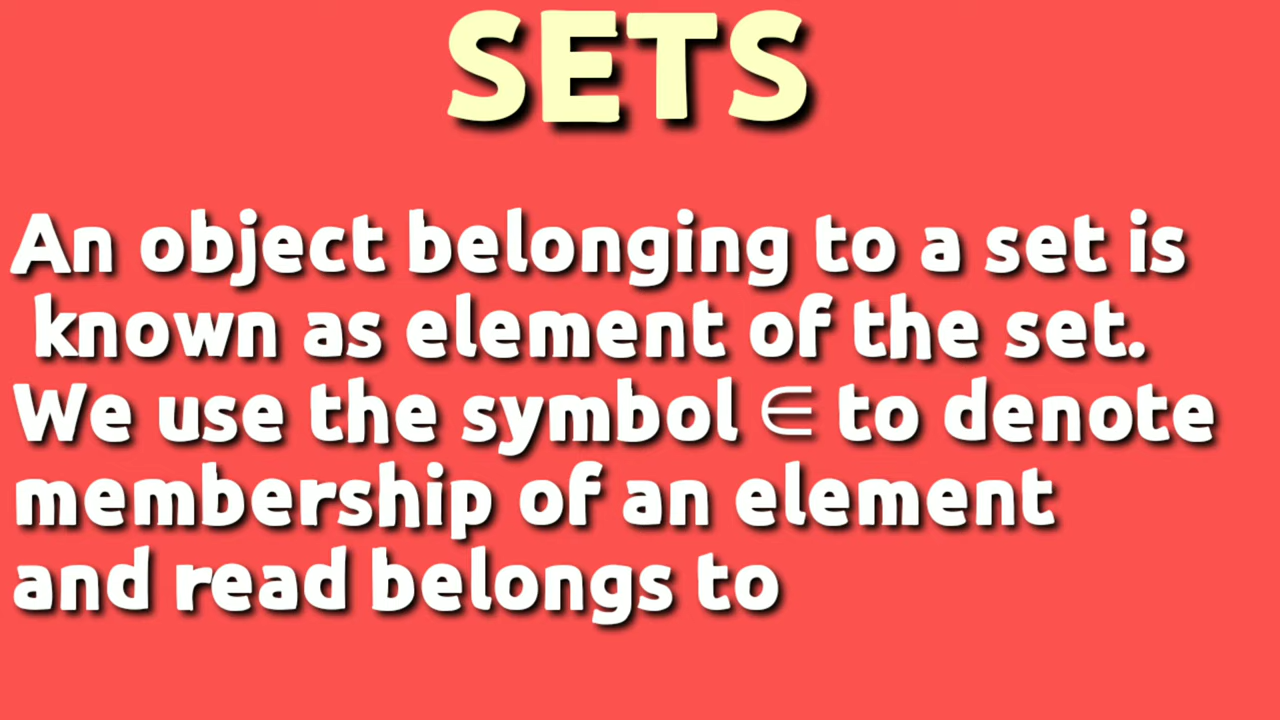 SETS
An object belonging to a set is
known as element of the set.
We use the symbol ∈ to denote
membership of an element
and read belongs to